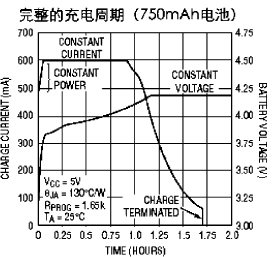 完整的充电周期（750mAh电池）
700
600
500
400
300
200
100
0
CHARGE CURRENT (mA)
CONSTANT
CURRENT
CONSTANT
POWER
CONSTANT
VOLTAGE
VCC = 5V
θJA = 130°C/W
RPROG = 1.65k
TA = 25°C
CHARGE
TERMINATED
4.75
4.50
4.25
4.00
3.75
3.50
3.25
3.00
BATTERY VOLTAGE (V)
0 0.25 0.5 0.75 1.0 1.25 1.5 1.75 2.0
TIME (HOURS)